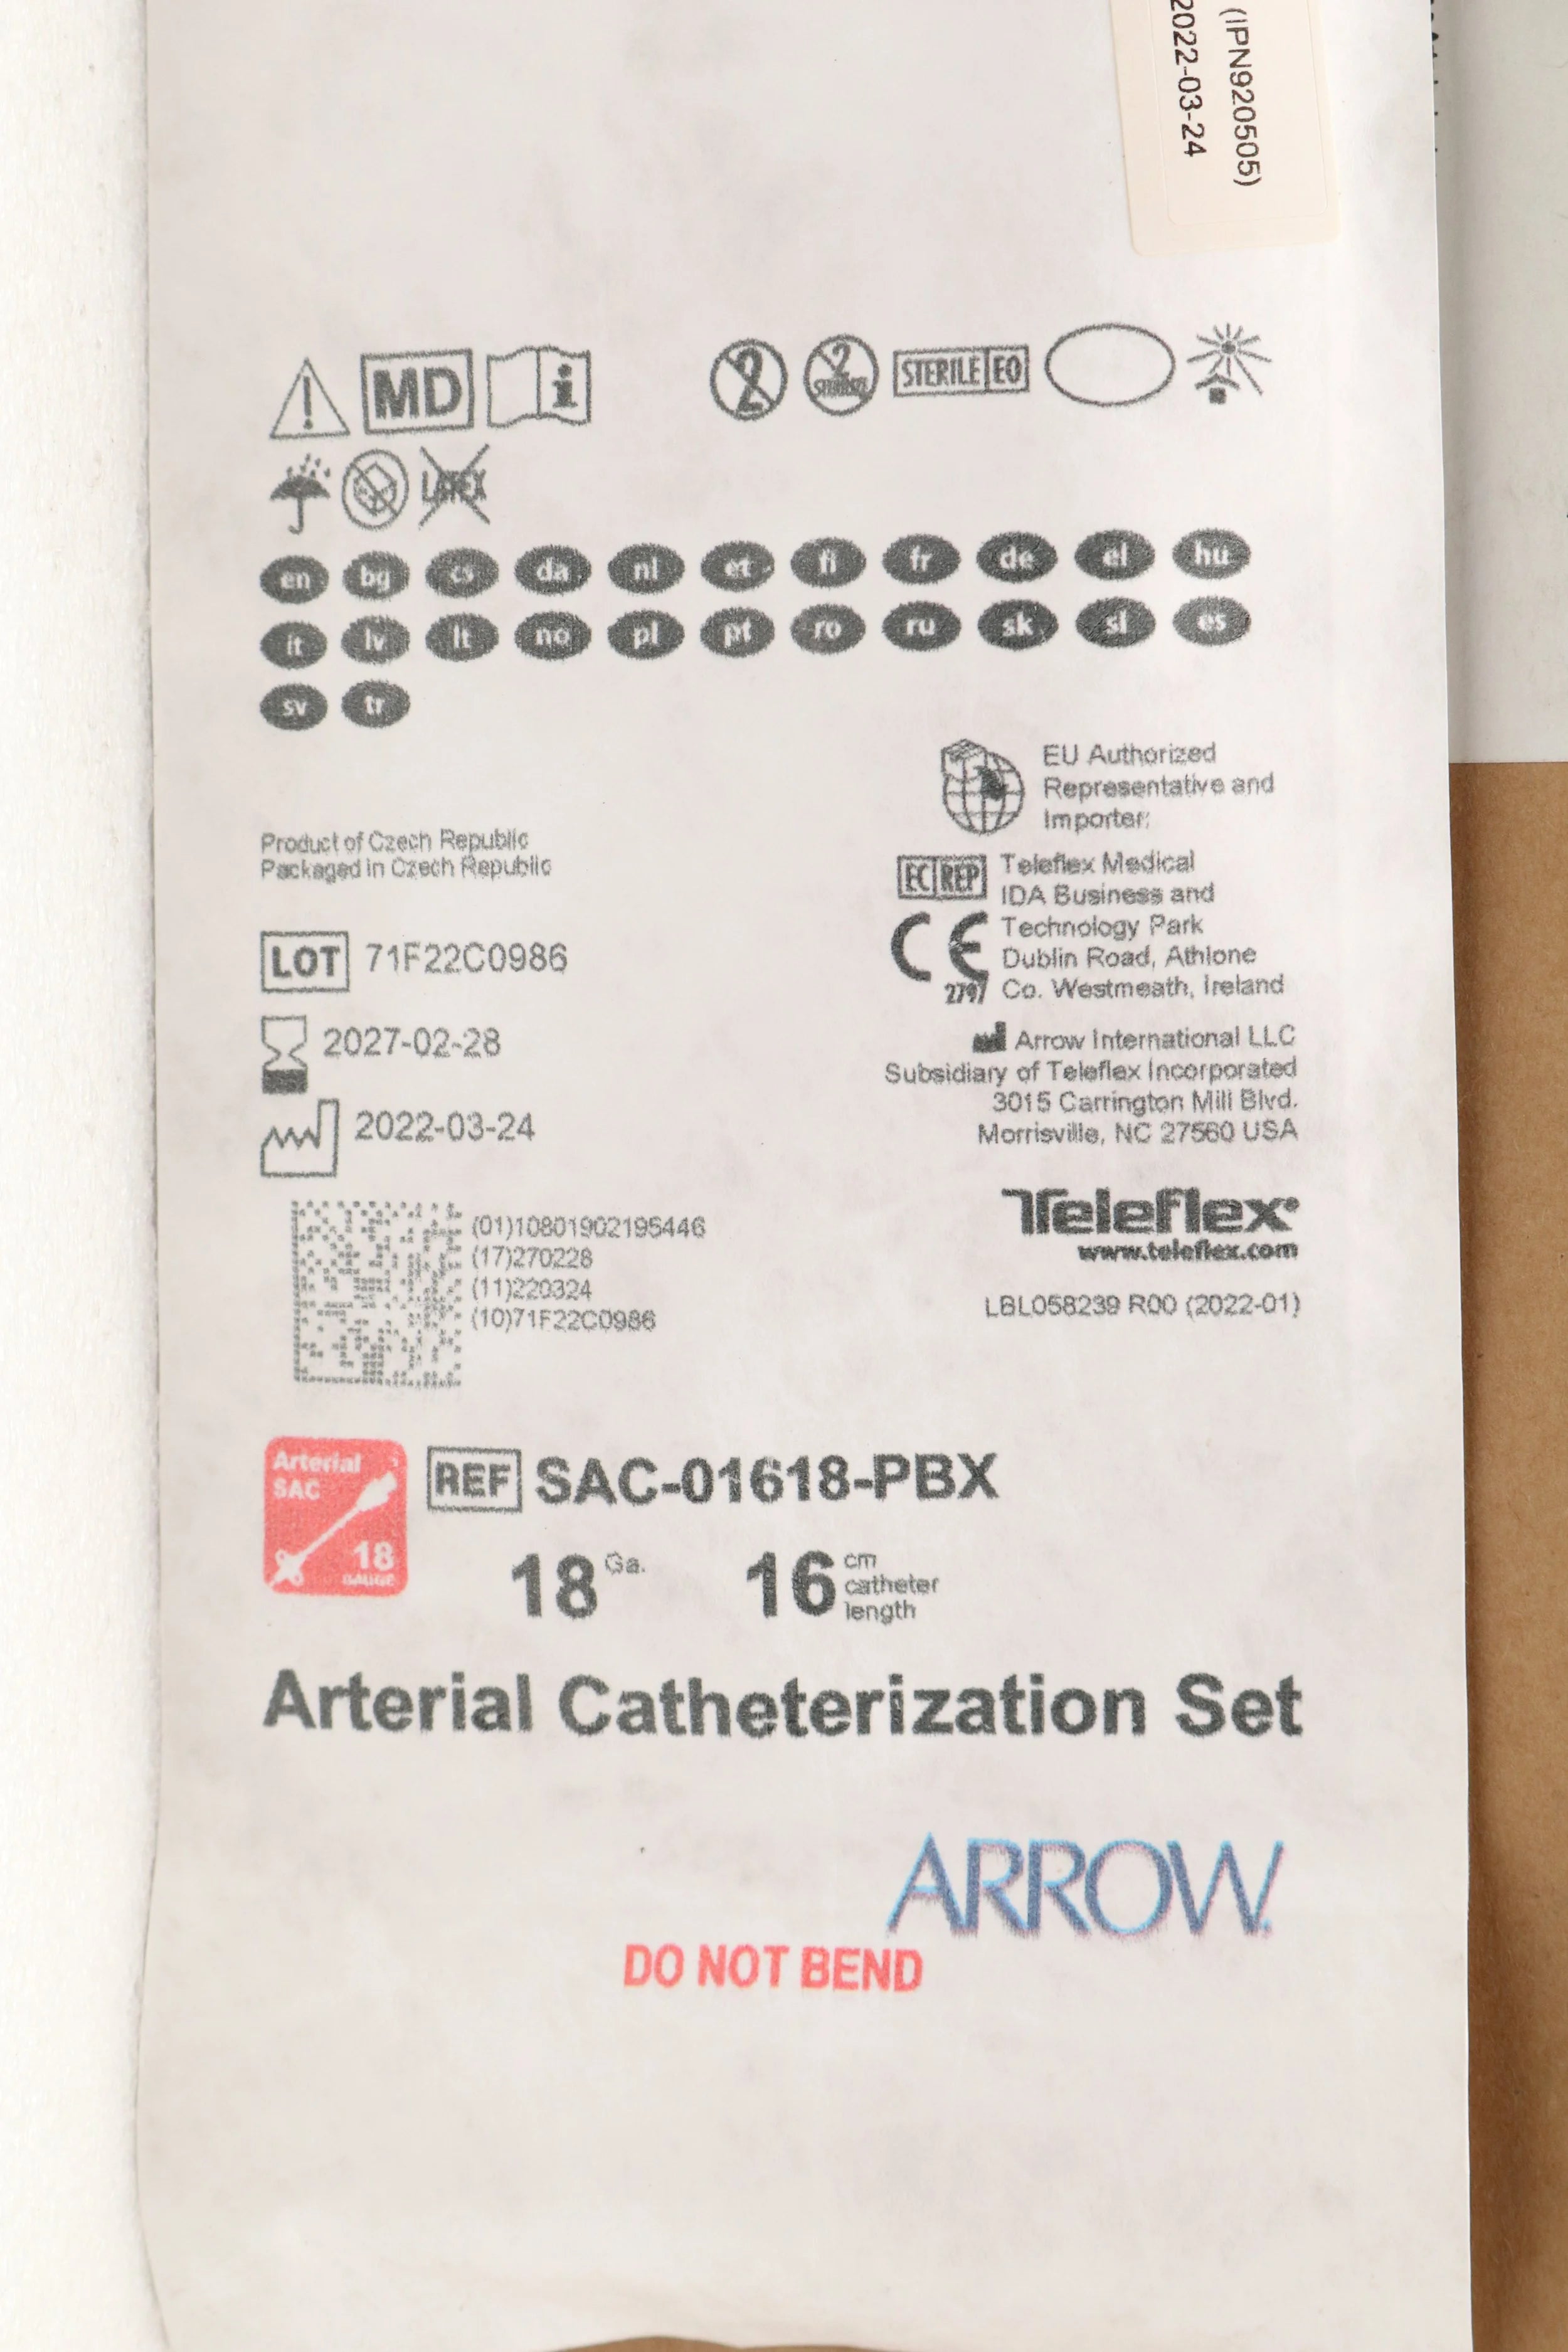 (IPN920505)
2022-03-24
MD i
2 2 STERILIZE STERILE EO
LATEX
en bg cs da nl et fi fr de el hu
it lv lt no pl pt ro ru sk sl es
sv tr
EU Authorized
Representative and
Importer:
Product of Czech Republic
Packaged in Czech Republic
EC REP Teleflex Medical
IDA Business and
Technology Park
Dublin Road, Athlone
Co. Westmeath, Ireland
CE
2797
LOT 71F22C0986
2027-02-28
2022-03-24
Arrow International LLC
Subsidiary of Teleflex Incorporated
3015 Carrington Mill Blvd.
Morrisville, NC 27560 USA
(01)10801902195446
(17)270228
(11)220324
(10)71F22C0986
Teleflex
www.teleflex.com
LBL058239 R00 (2022-01)
Arterial
SAC
18
GAUGE
REF SAC-01618-PBX
18 Ga. 16 cm
catheter
length
Arterial Catheterization Set
ARROW
DO NOT BEND